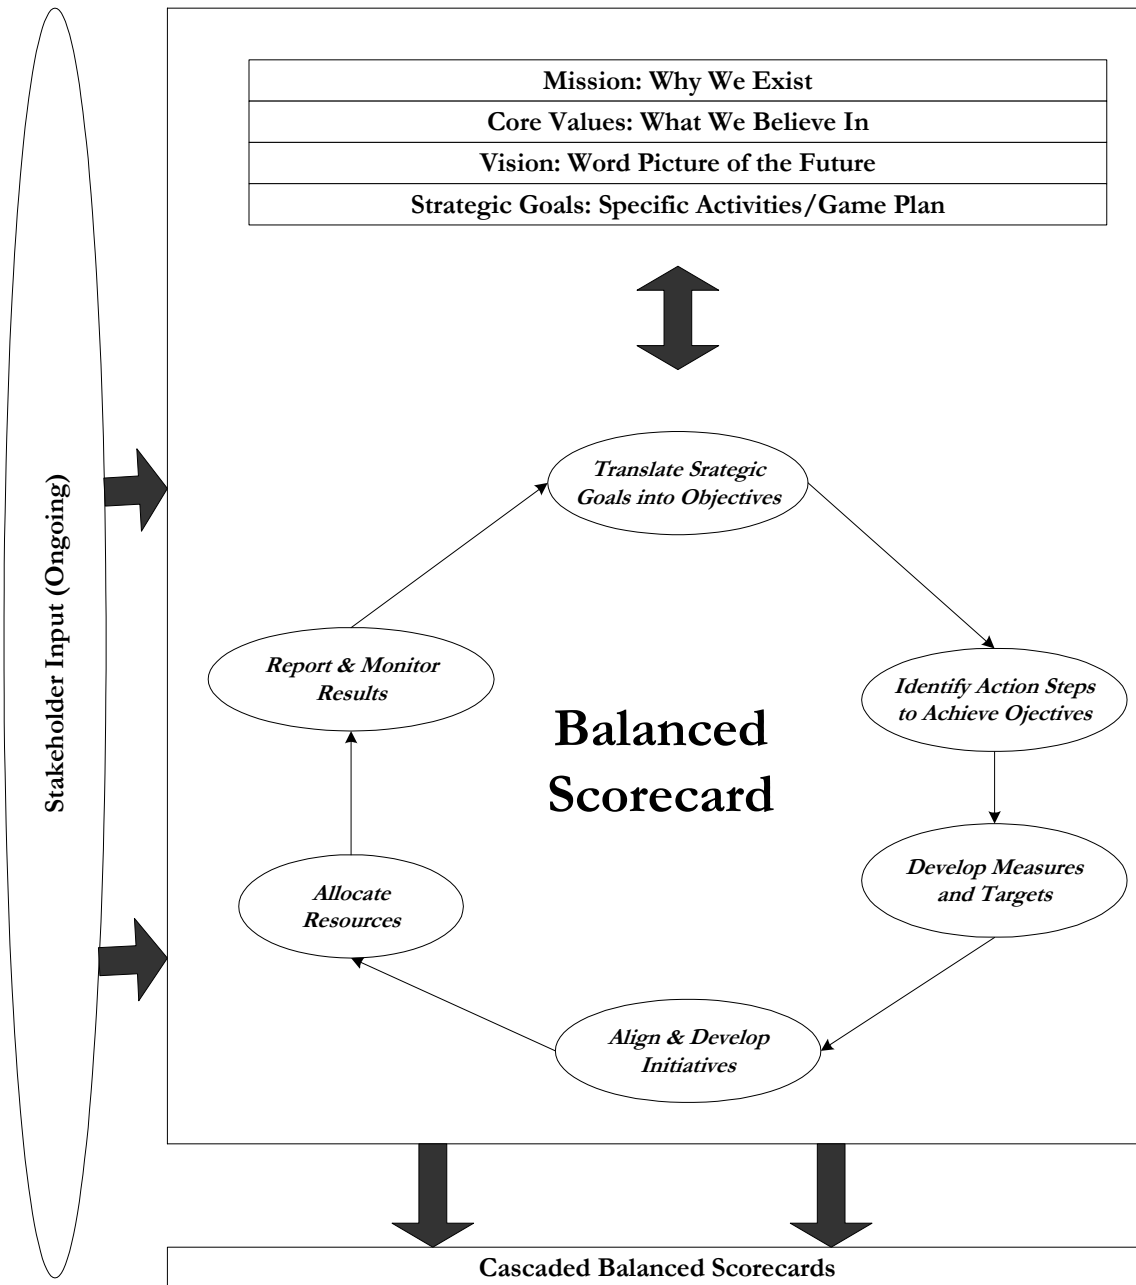 Mission: Why We Exist
Core Values: What We Believe In
Vision: Word Picture of the Future
Strategic Goals: Specific Activities/Game Plan
Stakeholder Input (Ongoing)
Translate Srategic
Goals into Objectives
Report & Monitor
Results
Identify Action Steps
to Achieve Ojectives
Balanced
Scorecard
Allocate
Resources
Develop Measures
and Targets
Align & Develop
Initiatives
Cascaded Balanced Scorecards